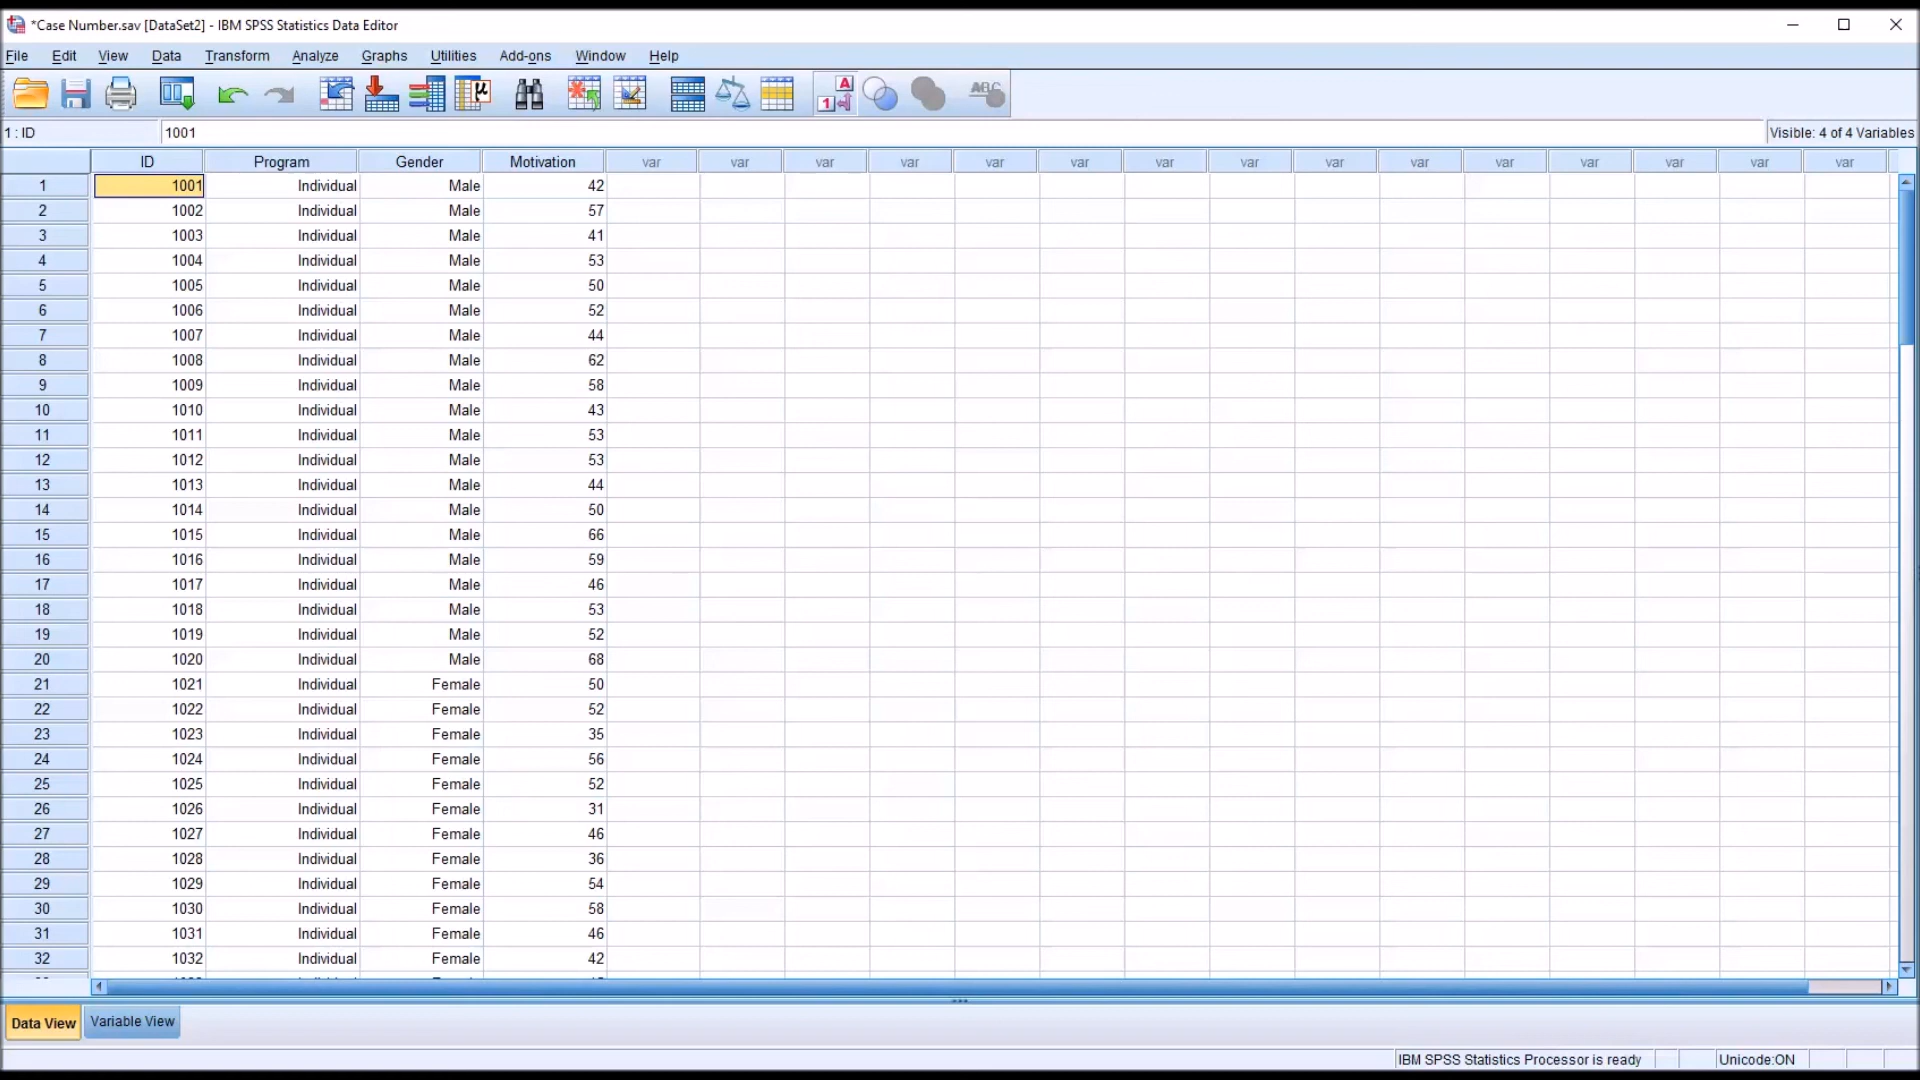 *Case Number.sav [DataSet2] - IBM SPSS Statistics Data Editor
File Edit View Data Transform Analyze Graphs Utilities Add-ons Window Help
A
1
μ
ABC
1 : ID 1001 Visible: 4 of 4 Variables
ID Program Gender Motivation var var var var var var var var var var var var var var var
1 1001 Individual Male 42
2 1002 Individual Male 57
3 1003 Individual Male 41
4 1004 Individual Male 53
5 1005 Individual Male 50
6 1006 Individual Male 52
7 1007 Individual Male 44
8 1008 Individual Male 62
9 1009 Individual Male 58
10 1010 Individual Male 43
11 1011 Individual Male 53
12 1012 Individual Male 53
13 1013 Individual Male 44
14 1014 Individual Male 50
15 1015 Individual Male 66
16 1016 Individual Male 59
17 1017 Individual Male 46
18 1018 Individual Male 53
19 1019 Individual Male 52
20 1020 Individual Male 68
21 1021 Individual Female 50
22 1022 Individual Female 52
23 1023 Individual Female 35
24 1024 Individual Female 56
25 1025 Individual Female 52
26 1026 Individual Female 31
27 1027 Individual Female 46
28 1028 Individual Female 36
29 1029 Individual Female 54
30 1030 Individual Female 58
31 1031 Individual Female 46
32 1032 Individual Female 42
Data View Variable View
IBM SPSS Statistics Processor is ready Unicode:ON